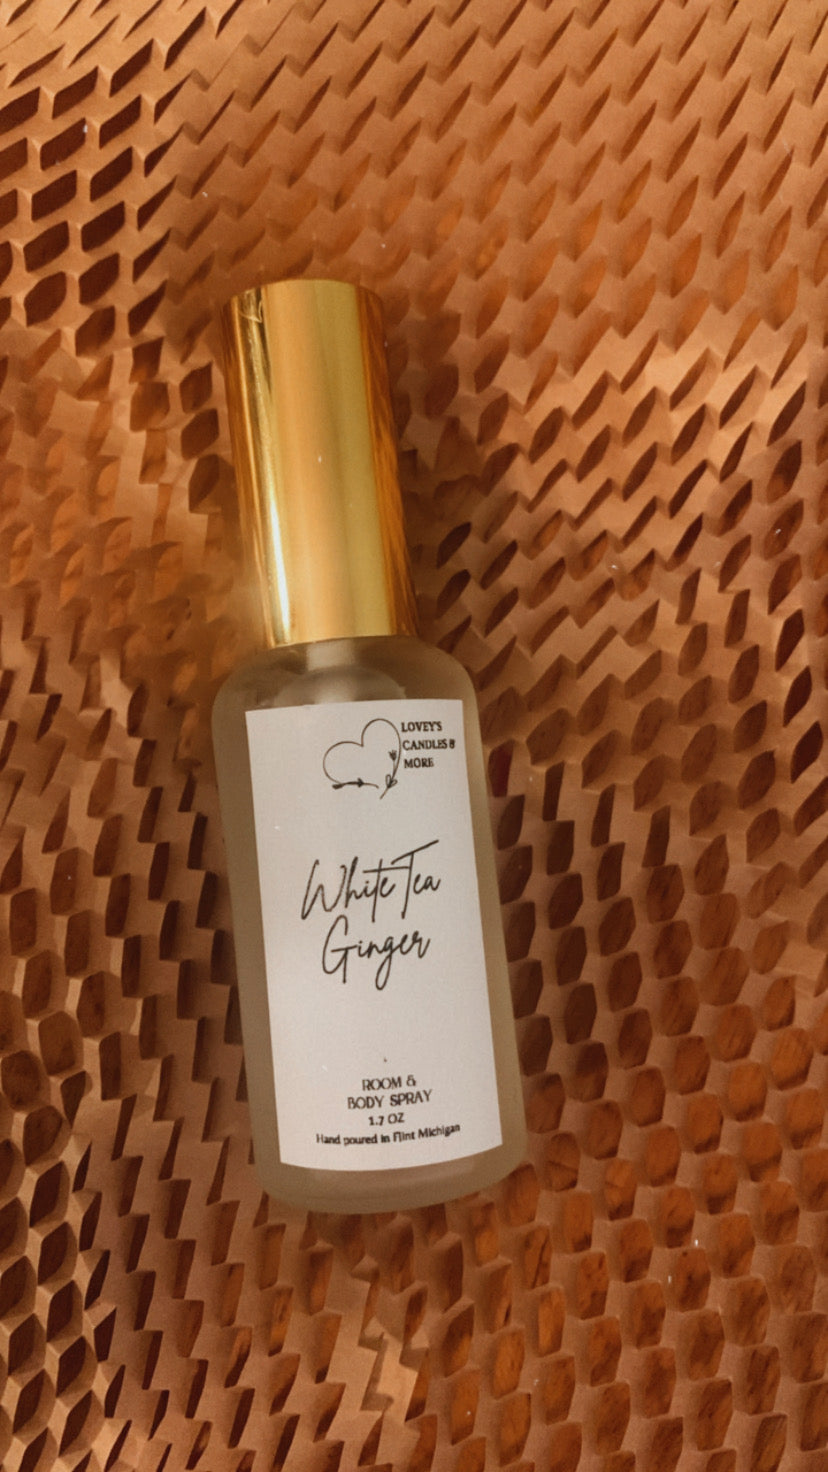 LOVEY'S
CANDLES &
MORE
White Tea
Ginger
ROOM &
BODY SPRAY
1.7 OZ
Hand poured in Flint Michigan